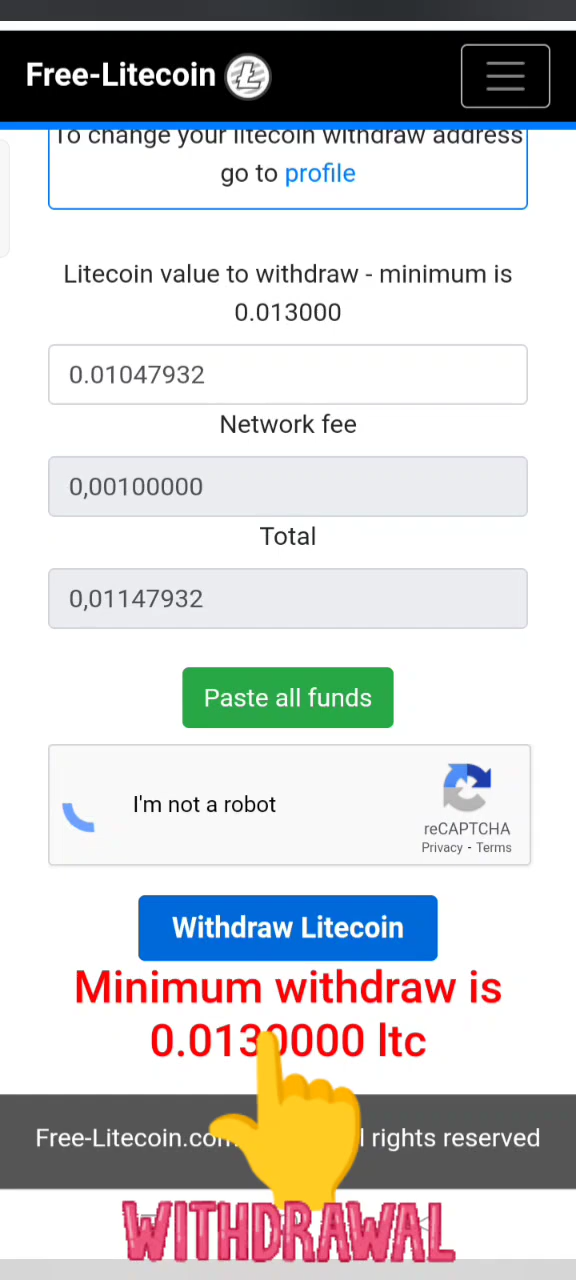 Free-Litecoin
To change your litecoin withdraw address
go to profile
Litecoin value to withdraw - minimum is
0.013000
0.01047932
Network fee
0,00100000
Total
0,01147932
Paste all funds
I'm not a robot
reCAPTCHA
Privacy - Terms
Withdraw Litecoin
Minimum withdraw is
0.0130000 ltc
Free-Litecoin.com l rights reserved
WITHDRAWAL